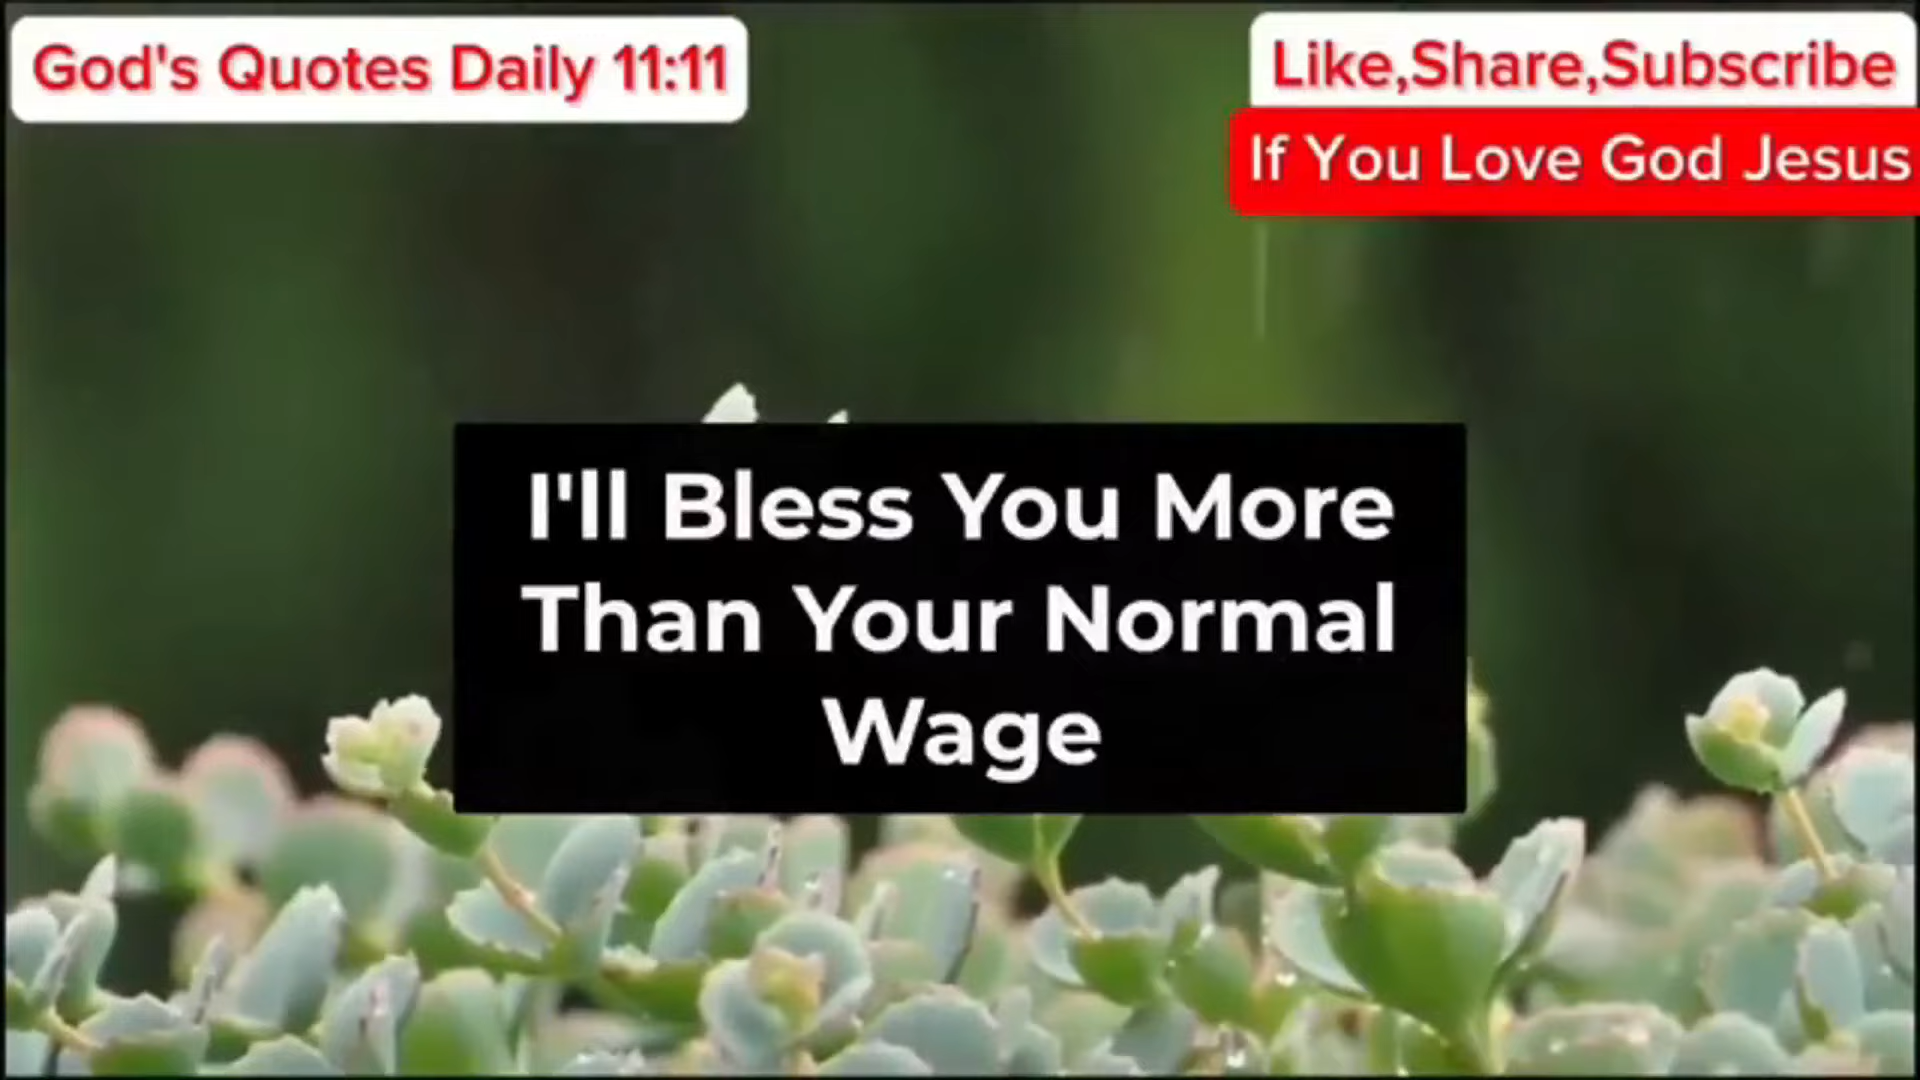 God's Quotes Daily 11:11
Like,Share,Subscribe
If You Love God Jesus
I'll Bless You More
Than Your Normal
Wage